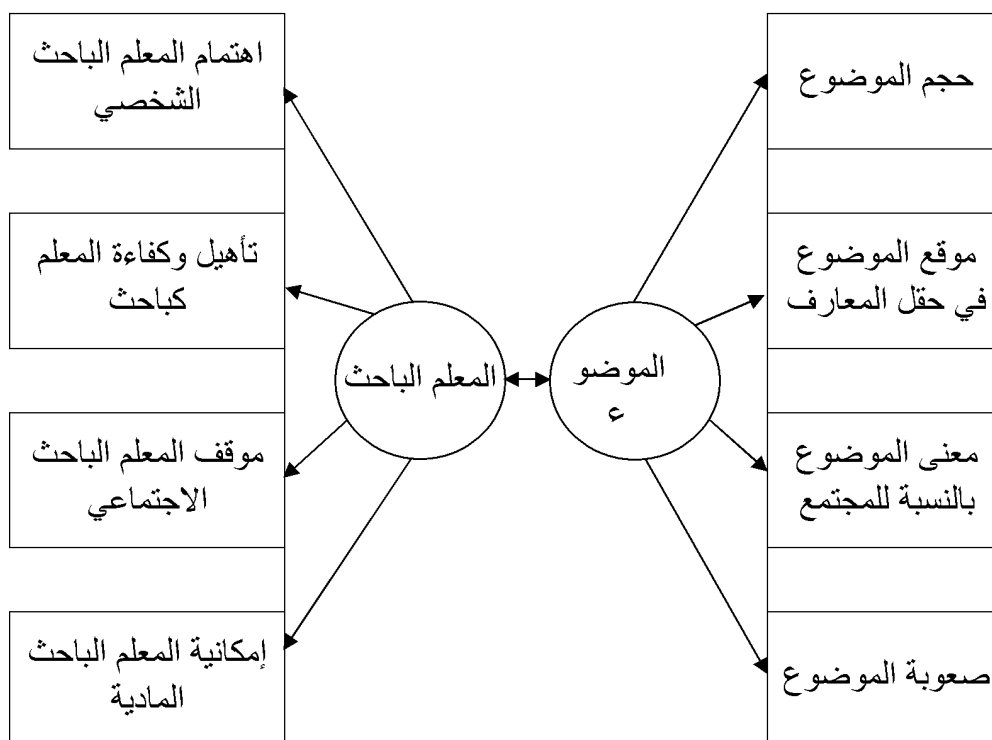 حجم الموضوع
موقع الموضوع
في حقل المعارف
معنى الموضوع
بالنسبة للمجتمع
صعوبة الموضوع
الموضو
ع
المعلم الباحث
اهتمام المعلم الباحث
الشخصي
تأهيل وكفاءة المعلم
كباحث
موقف المعلم الباحث
الاجتماعي
إمكانية المعلم الباحث
المادية